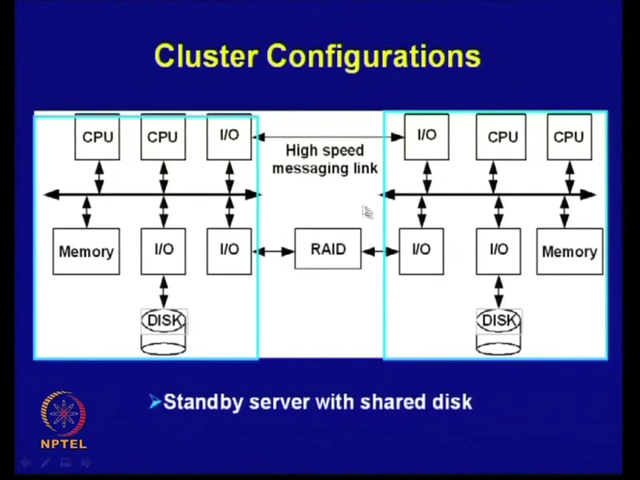 Cluster Configurations
CPU CPU I/O I/O CPU CPU
High speed
messaging link
Memory I/O I/O RAID I/O I/O Memory
DISK DISK
Standby server with shared disk
NPTEL